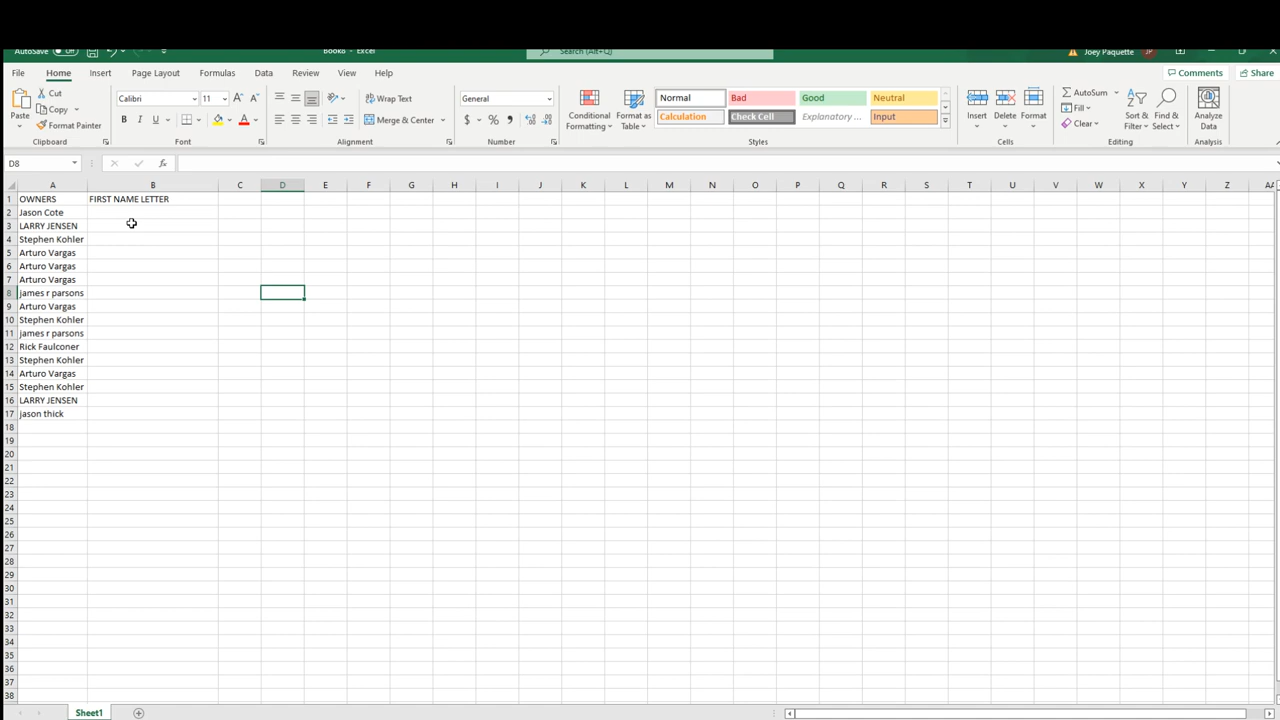 AutoSave Off Book6 - Excel Search (Alt+Q) Joey Paquette JP
File Home Insert Page Layout Formulas Data Review View Help Comments Share
Paste Cut Copy Format Painter Clipboard
Calibri 11 A A B I U A Font
Wrap Text Merge & Center Alignment
General $ % Number
Conditional Formatting Format as Table
Normal Bad Good Neutral
Calculation Check Cell Explanatory ... Input
Styles
Insert Delete Format Cells
AutoSum Fill Clear Sort & Filter Find & Select Editing
Analyze Data Analysis
D8 fx
A B C D E F G H I J K L M N O P Q R S T U V W X Y Z AA
1 OWNERS FIRST NAME LETTER
2 Jason Cote
3 LARRY JENSEN
4 Stephen Kohler
5 Arturo Vargas
6 Arturo Vargas
7 Arturo Vargas
8 james r parsons
9 Arturo Vargas
10 Stephen Kohler
11 james r parsons
12 Rick Faulconer
13 Stephen Kohler
14 Arturo Vargas
15 Stephen Kohler
16 LARRY JENSEN
17 jason thick
18
19
20
21
22
23
24
25
26
27
28
29
30
31
32
33
34
35
36
37
38
Sheet1